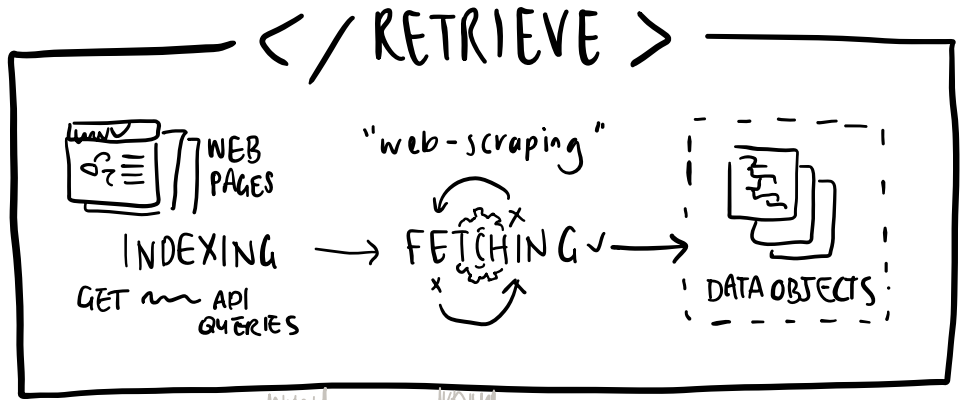 </ RETRIEVE >
WEB
PAGES
"web-scraping"
INDEXING
FETCHING
GET
API
QUERIES
DATA OBJECTS